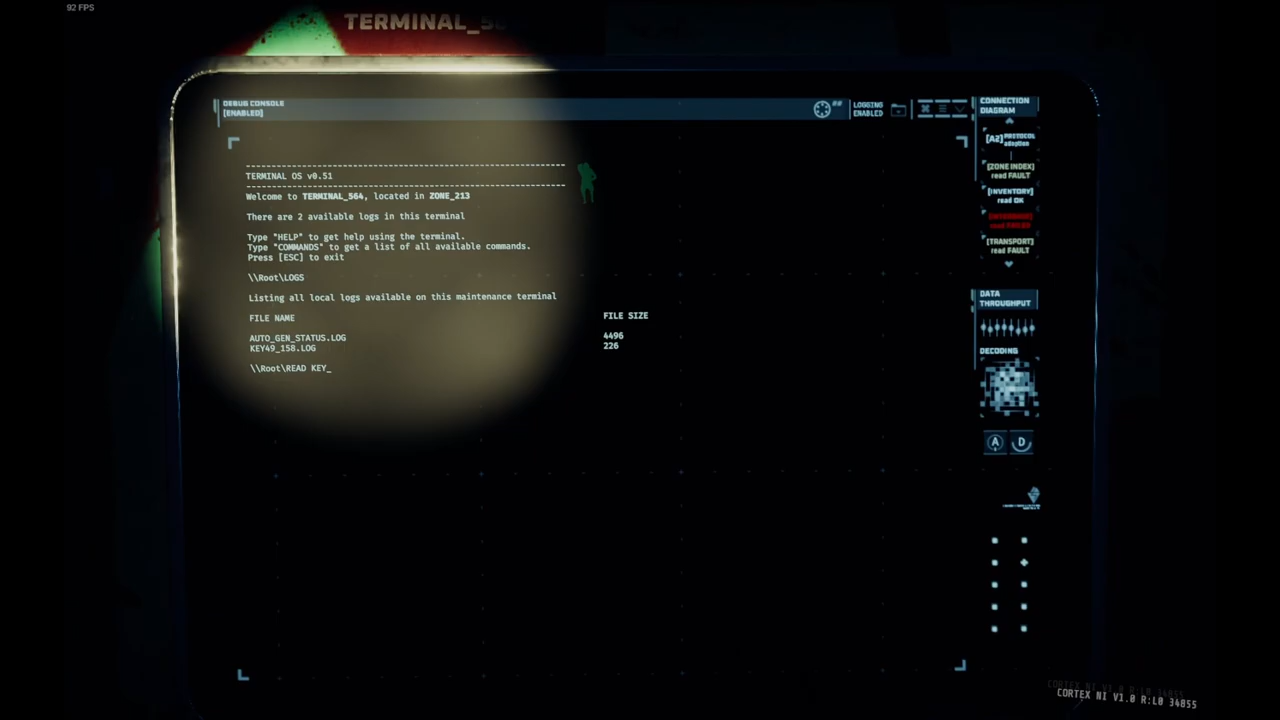 92 FPS
TERMINAL_5
DEBUG CONSOLE
[ENABLED]
LOGGING
ENABLED
CONNECTION
DIAGRAM
[A2] PROTOCOL
adaption
[ZONE INDEX]
read FAULT
[INVENTORY]
read OK
[TRANSPORT]
read FAULT
DATA
THROUGHPUT
DECODING
A D
--------------------------------------------------------------
TERMINAL OS v0.51
--------------------------------------------------------------
Welcome to TERMINAL_564, located in ZONE_213
There are 2 available logs in this terminal
Type "HELP" to get help using the terminal.
Type "COMMANDS" to get a list of all available commands.
Press [ESC] to exit
\\Root\LOGS
Listing all local logs available on this maintenance terminal
FILE NAME FILE SIZE
AUTO_GEN_STATUS.LOG 4496
KEY49_158.LOG 226
\\Root\READ KEY_
CORTEX NI V1.0 R:L0 34855